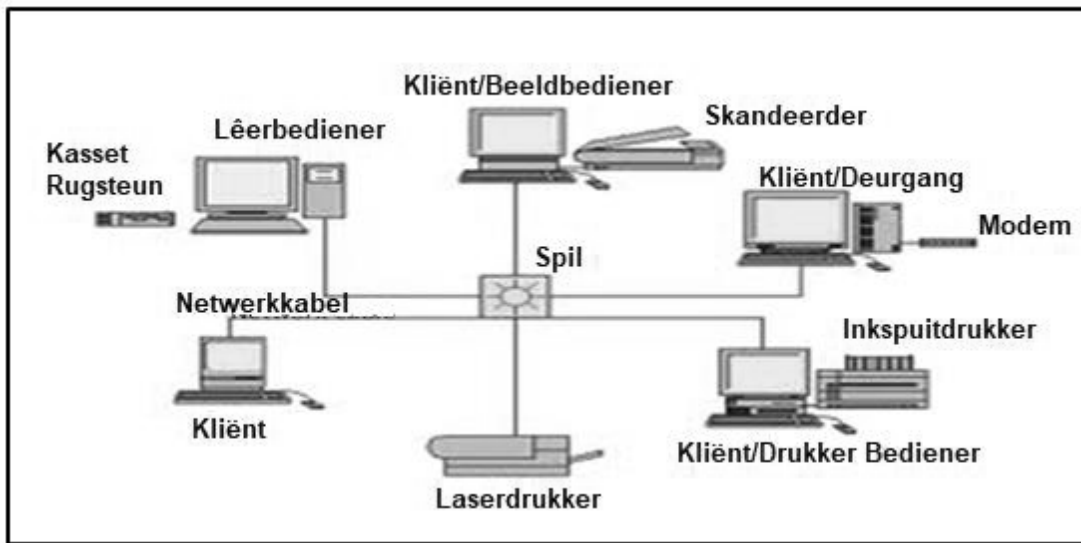 Kliënt/Beeldbediener
Skandeerder
Lêerbediener
Kasset
Rugsteun
Kliënt/Deurgang
Modem
Spil
Netwerkkabel
Inkspuitdrukker
Kliënt
Kliënt/Drukker Bediener
Laserdrukker